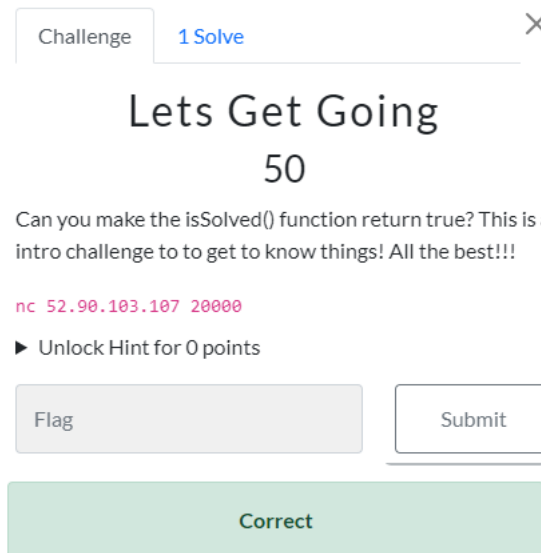 Challenge
1 Solve
Lets Get Going
50
Can you make the isSolved() function return true? This is
intro challenge to to get to know things! All the best!!!
nc 52.90.103.107 20000
▶ Unlock Hint for 0 points
Flag
Submit
Correct